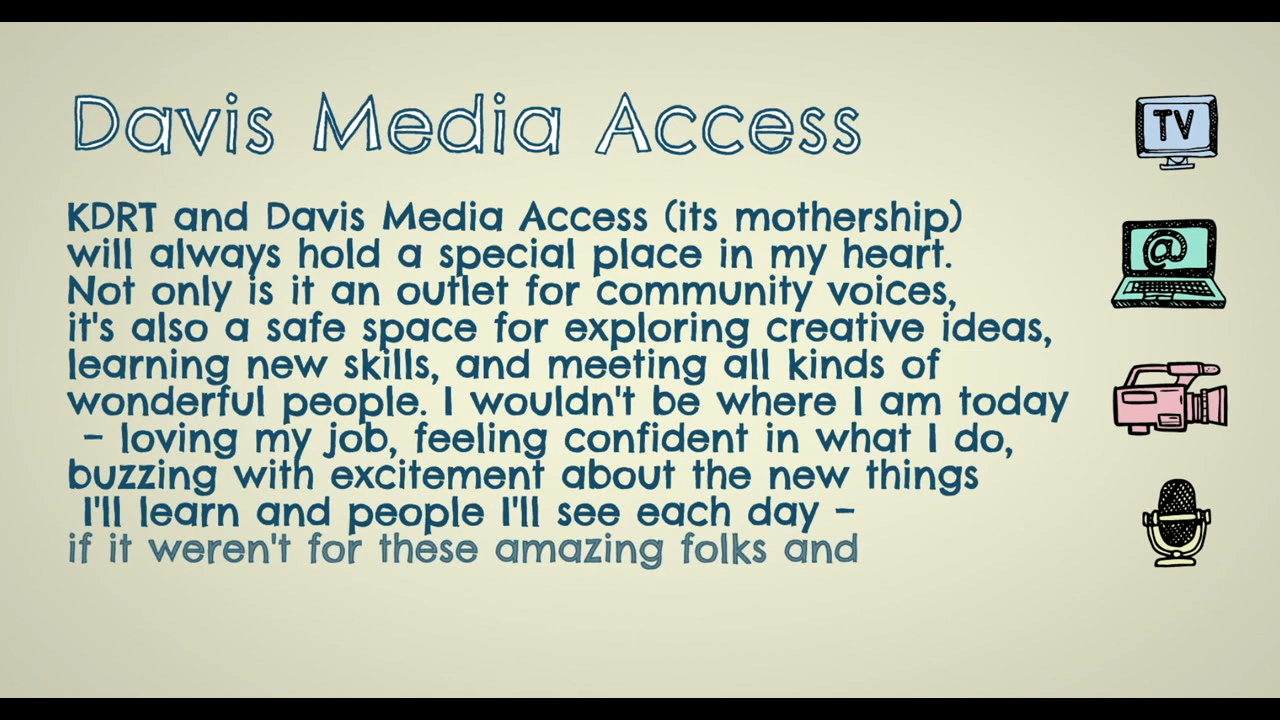 Davis Media Access
TV
@
KDRT and Davis Media Access (its mothership)
will always hold a special place in my heart.
Not only is it an outlet for community voices,
it's also a safe space for exploring creative ideas,
learning new skills, and meeting all kinds of
wonderful people. I wouldn't be where I am today
– loving my job, feeling confident in what I do,
buzzing with excitement about the new things
I'll learn and people I'll see each day –
if it weren't for these amazing folks and